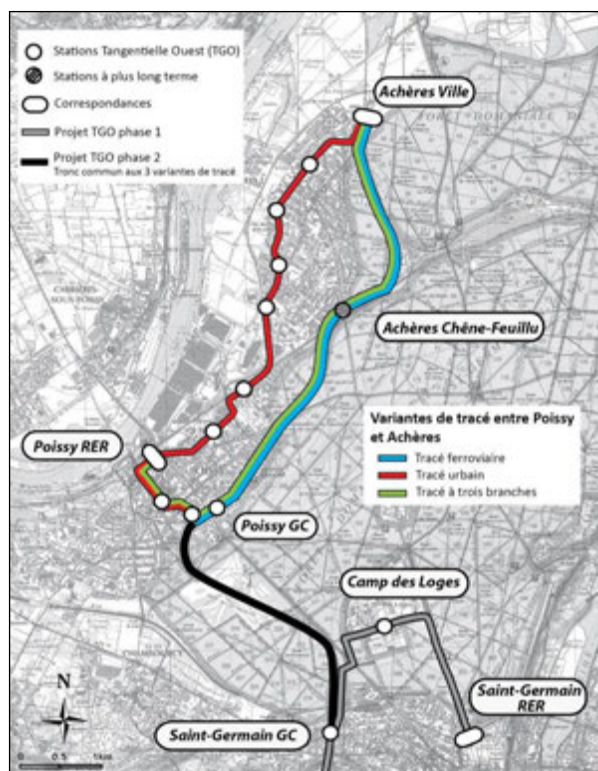 Stations Tangentielle Ouest (TGO)
Stations à plus long terme
Correspondances
Projet TGO phase 1
Projet TGO phase 2
Tronc commun aux 3 variantes de tracé
Achères Ville
Achères Chêne-Feuillu
Variantes de tracé entre Poissy
et Achères
Tracé ferroviaire
Tracé urbain
Tracé à trois branches
Poissy RER
Poissy GC
Camp des Loges
Saint-Germain
RER
Saint-Germain GC
N
0 0.5 1km